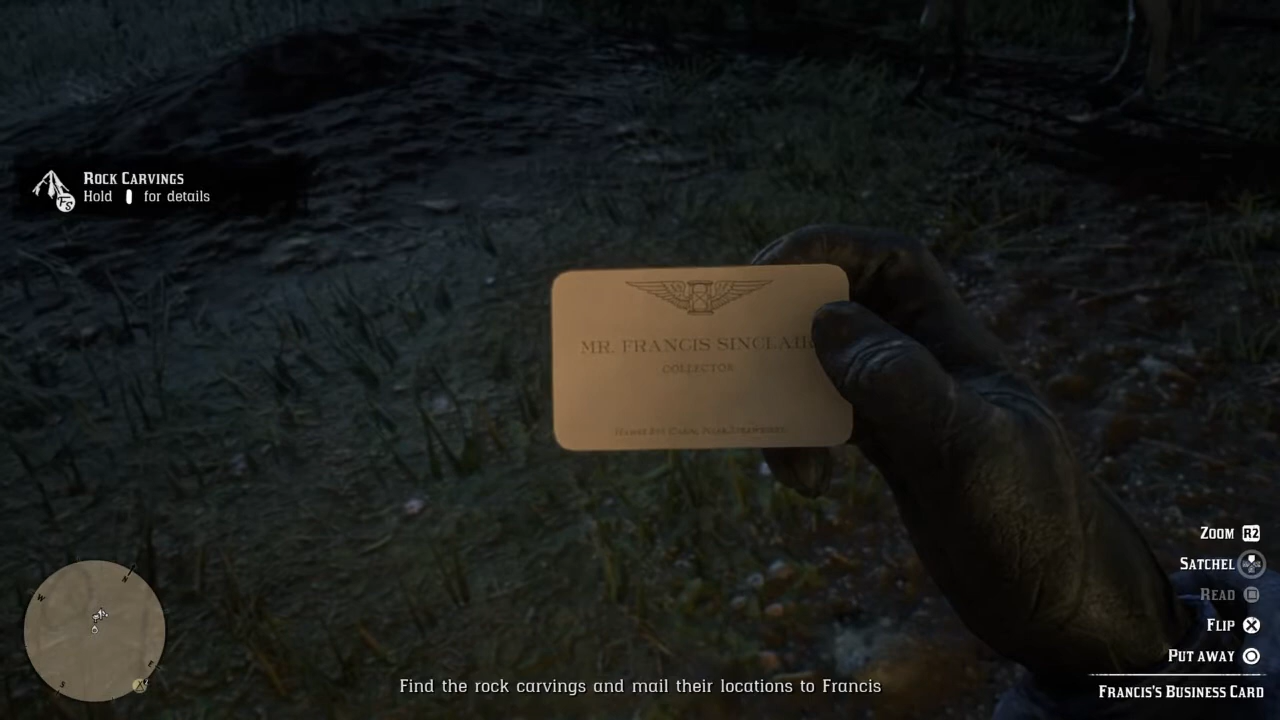 ROCK CARVINGS
Hold for details
FS
MR. FRANCIS SINCLAIR
COLLECTOR
Find the rock carvings and mail their locations to Francis
N
W
E
S
ZOOM R2
SATCHEL
READ
FLIP
PUT AWAY
FRANCIS'S BUSINESS CARD